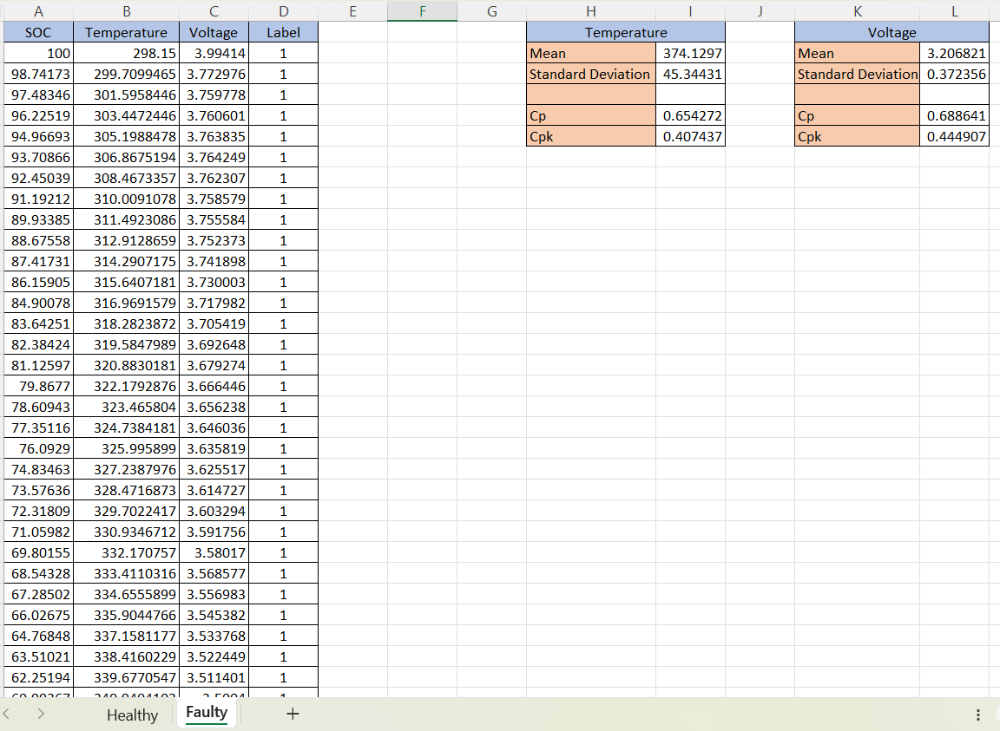 A B C D E F G H I J K L
SOC Temperature Voltage Label Temperature Voltage
100 298.15 3.99414 1 Mean 374.1297 Mean 3.206821
98.74173 299.7099465 3.772976 1 Standard Deviation 45.34431 Standard Deviation 0.372356
97.48346 301.5958446 3.759778 1
96.22519 303.4472446 3.760601 1 Cp 0.654272 Cp 0.688641
94.96693 305.1988478 3.763835 1 Cpk 0.407437 Cpk 0.444907
93.70866 306.8675194 3.764249 1
92.45039 308.4673357 3.762307 1
91.19212 310.0091078 3.758579 1
89.93385 311.4923086 3.755584 1
88.67558 312.9128659 3.752373 1
87.41731 314.2907175 3.741898 1
86.15905 315.6407181 3.730003 1
84.90078 316.9691579 3.717982 1
83.64251 318.2823872 3.705419 1
82.38424 319.5847989 3.692648 1
81.12597 320.8830181 3.679274 1
79.8677 322.1792876 3.666446 1
78.60943 323.465804 3.656238 1
77.35116 324.7384181 3.646036 1
76.0929 325.995899 3.635819 1
74.83463 327.2387976 3.625517 1
73.57636 328.4716873 3.614727 1
72.31809 329.7022417 3.603294 1
71.05982 330.9346712 3.591756 1
69.80155 332.170757 3.58017 1
68.54328 333.4110316 3.568577 1
67.28502 334.6555899 3.556983 1
66.02675 335.9044766 3.545382 1
64.76848 337.1581177 3.533768 1
63.51021 338.4160229 3.522449 1
62.25194 339.6770547 3.511401 1
Healthy Faulty